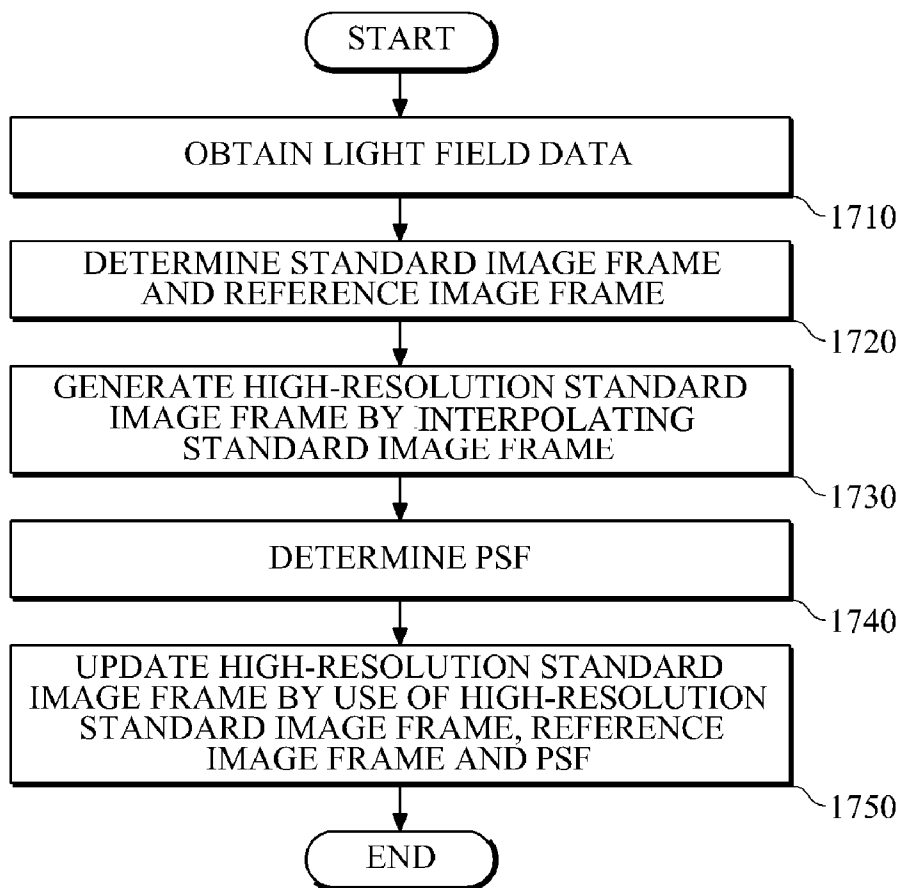 START
OBTAIN LIGHT FIELD DATA
1710
DETERMINE STANDARD IMAGE FRAME
AND REFERENCE IMAGE FRAME
1720
GENERATE HIGH-RESOLUTION STANDARD
IMAGE FRAME BY INTERPOLATING
STANDARD IMAGE FRAME
1730
DETERMINE PSF
1740
UPDATE HIGH-RESOLUTION STANDARD
IMAGE FRAME BY USE OF HIGH-RESOLUTION
STANDARD IMAGE FRAME, REFERENCE
IMAGE FRAME AND PSF
1750
END